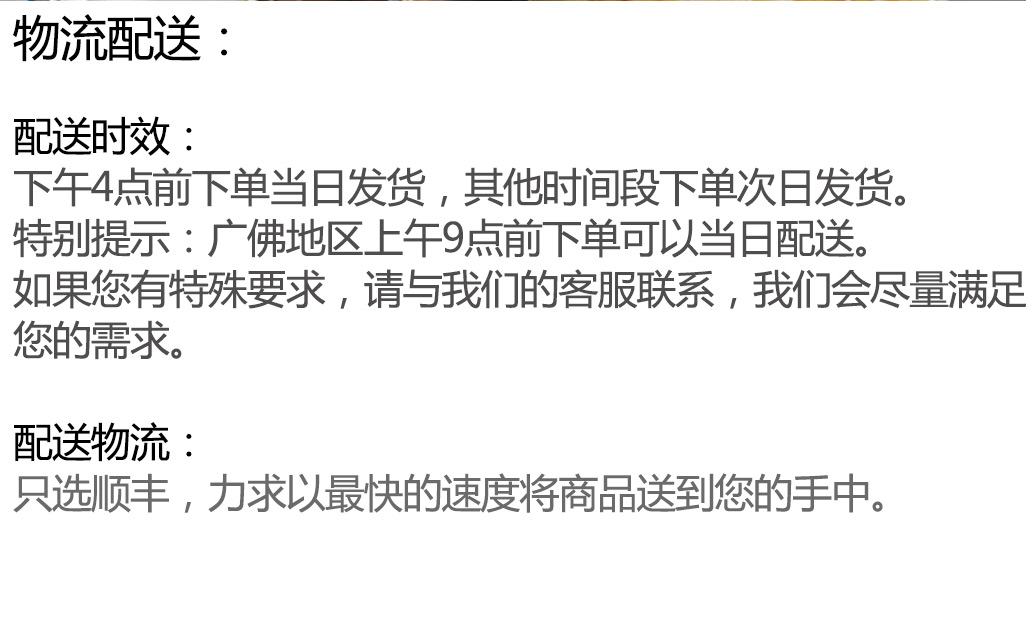 物流配送：
配送时效：
下午4点前下单当日发货，其他时间段下单次日发货。
特别提示：广佛地区上午9点前下单可以当日配送。
如果您有特殊要求，请与我们的客服联系，我们会尽量满足
您的需求。
配送物流：
只选顺丰，力求以最快的速度将商品送到您的手中。